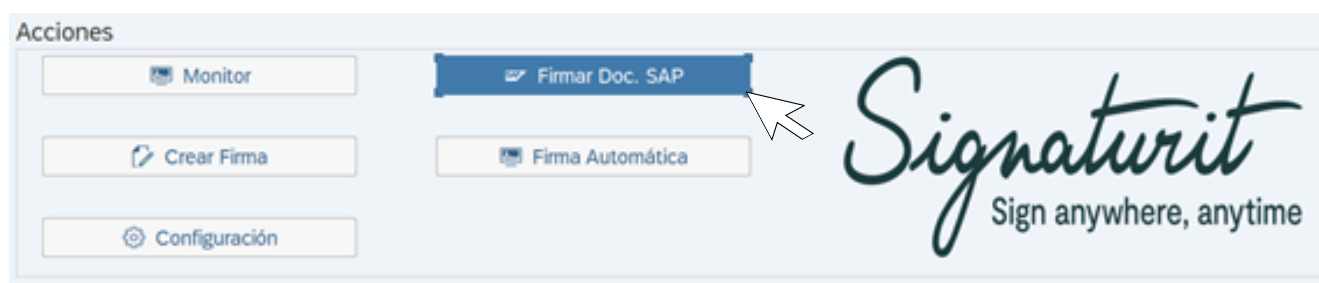 Acciones
Monitor
Firmar Doc. SAP
Crear Firma
Firma Automática
Configuración
Signaturit
Sign anywhere, anytime